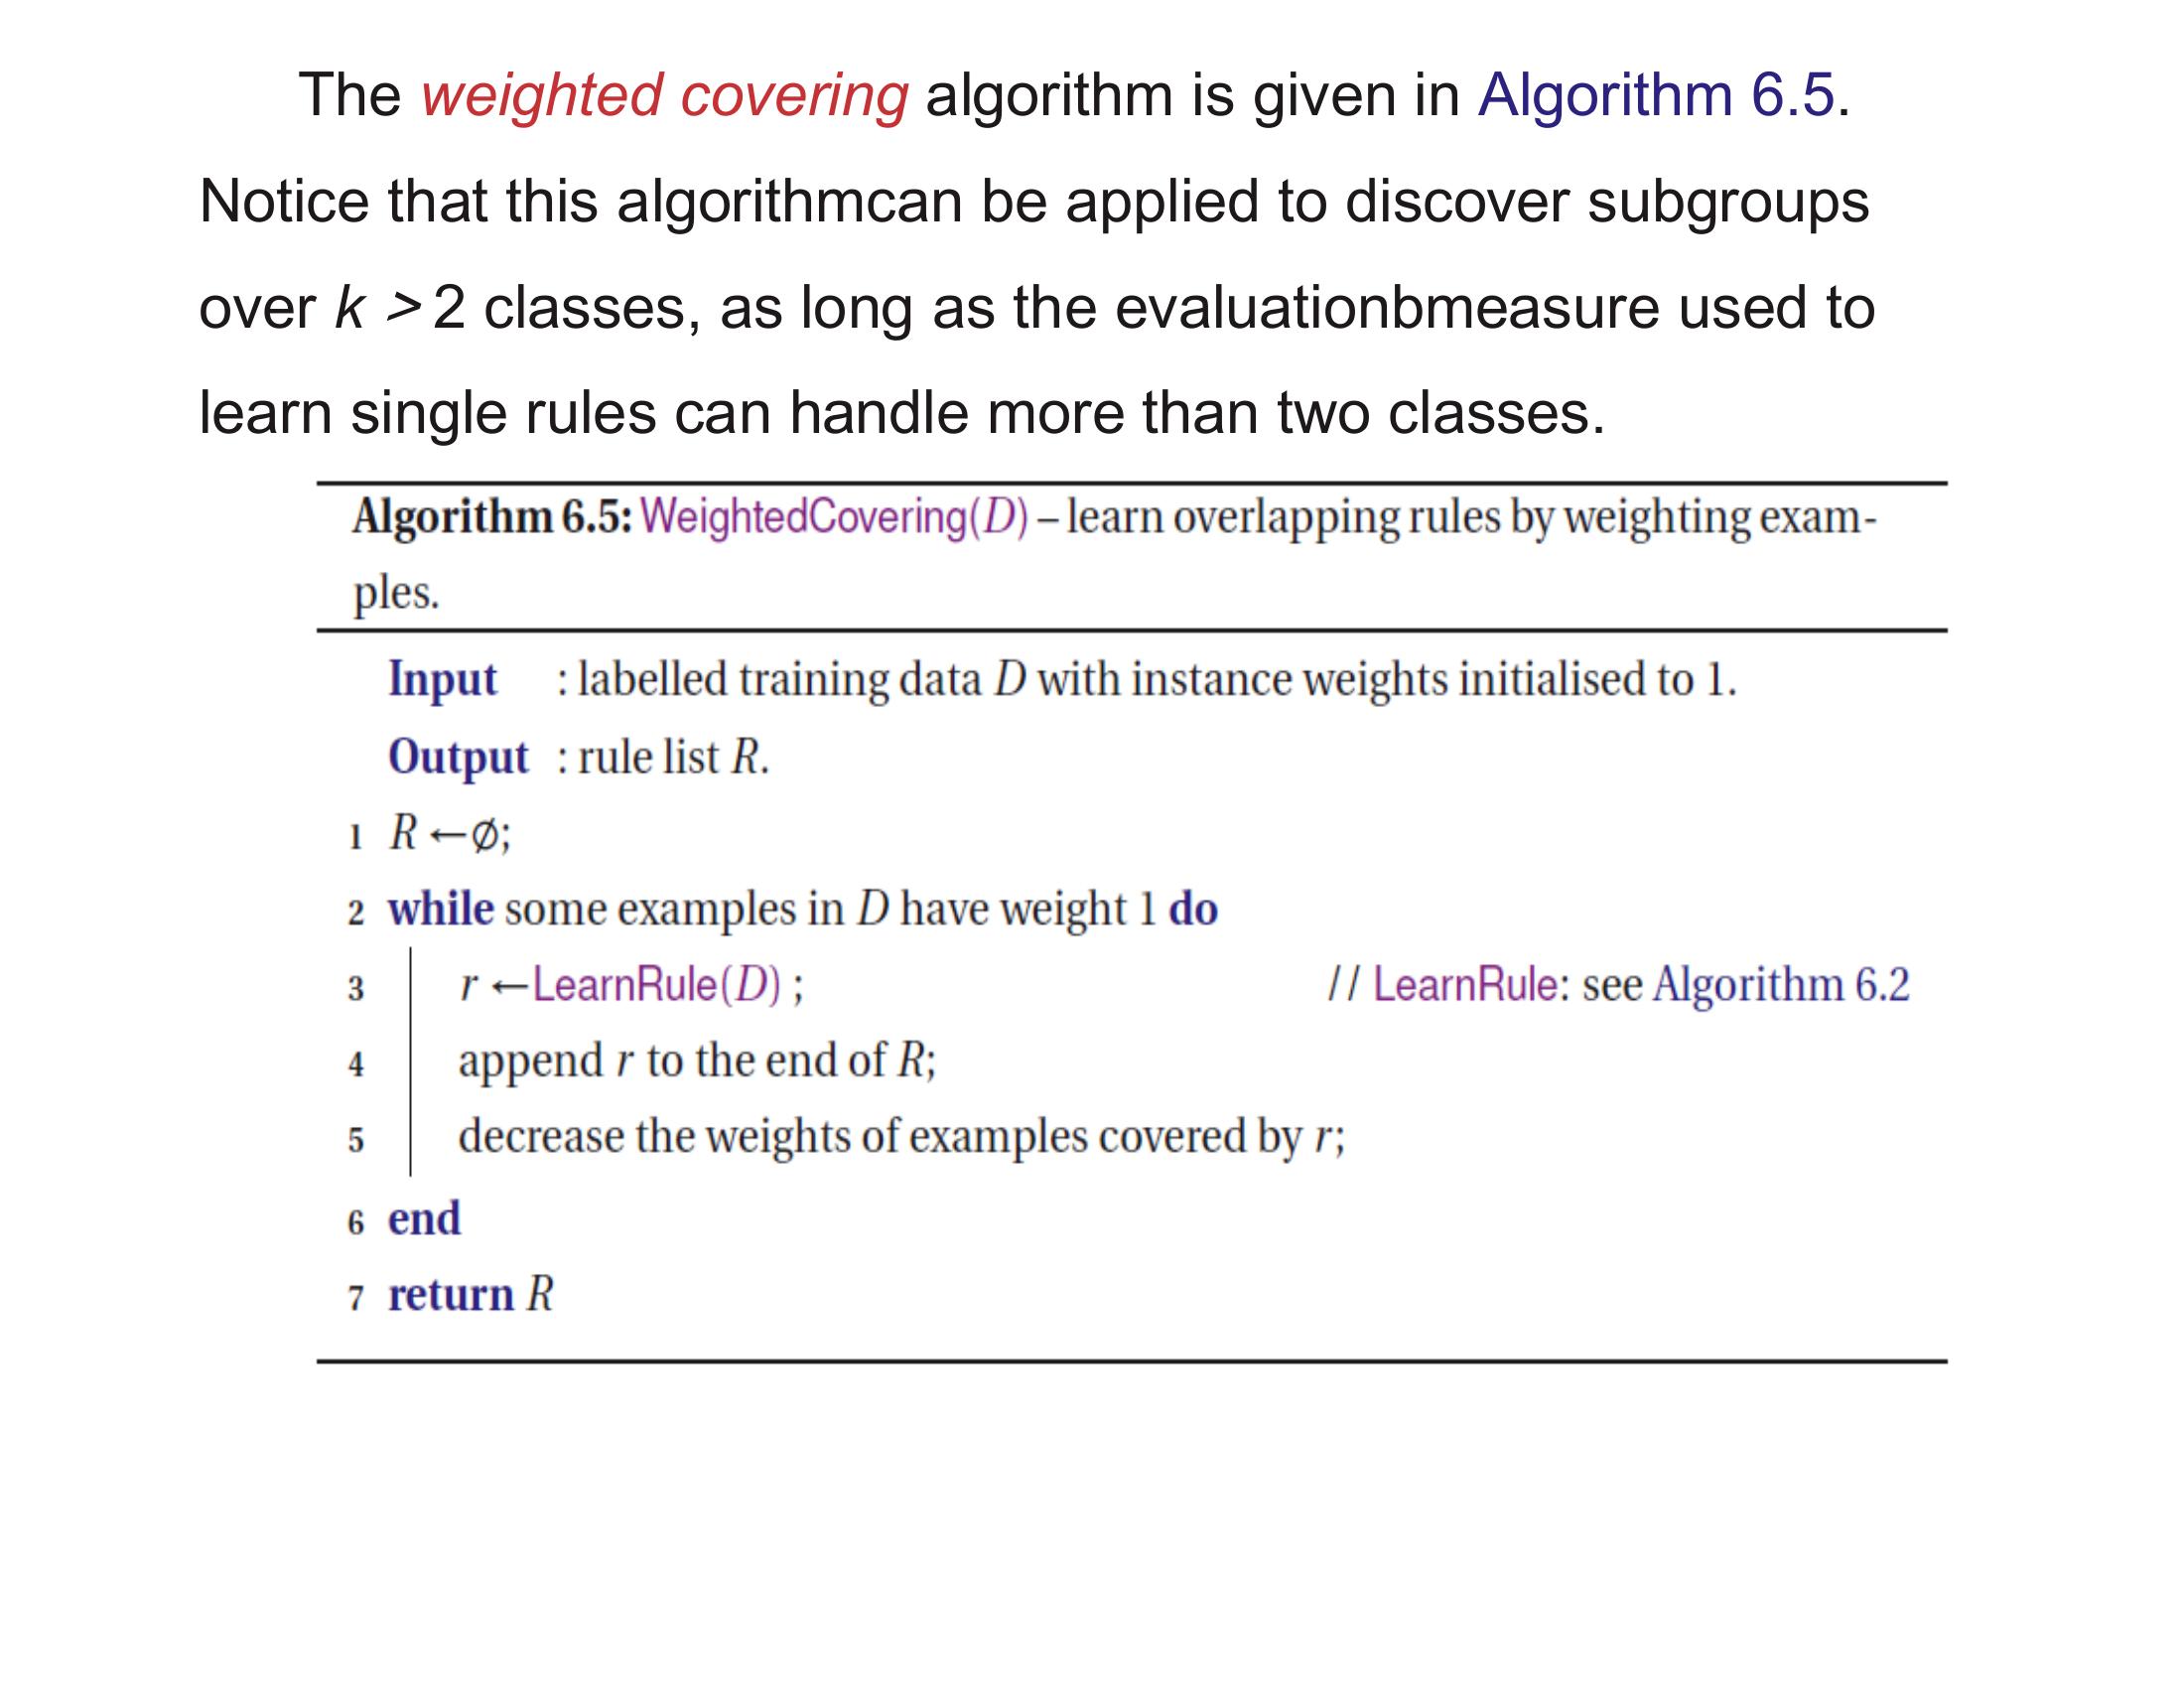 The weighted covering algorithm is given in Algorithm 6.5.
Notice that this algorithmcan be applied to discover subgroups
over k > 2 classes, as long as the evaluationbmeasure used to
learn single rules can handle more than two classes.
Algorithm 6.5: WeightedCovering(D) – learn overlapping rules by weighting exam-
ples.
Input : labelled training data D with instance weights initialised to 1.
Output : rule list R.
1 R ←∅;
2 while some examples in D have weight 1 do
3 r ←LearnRule(D) ; // LearnRule: see Algorithm 6.2
4 append r to the end of R;
5 decrease the weights of examples covered by r;
6 end
7 return R